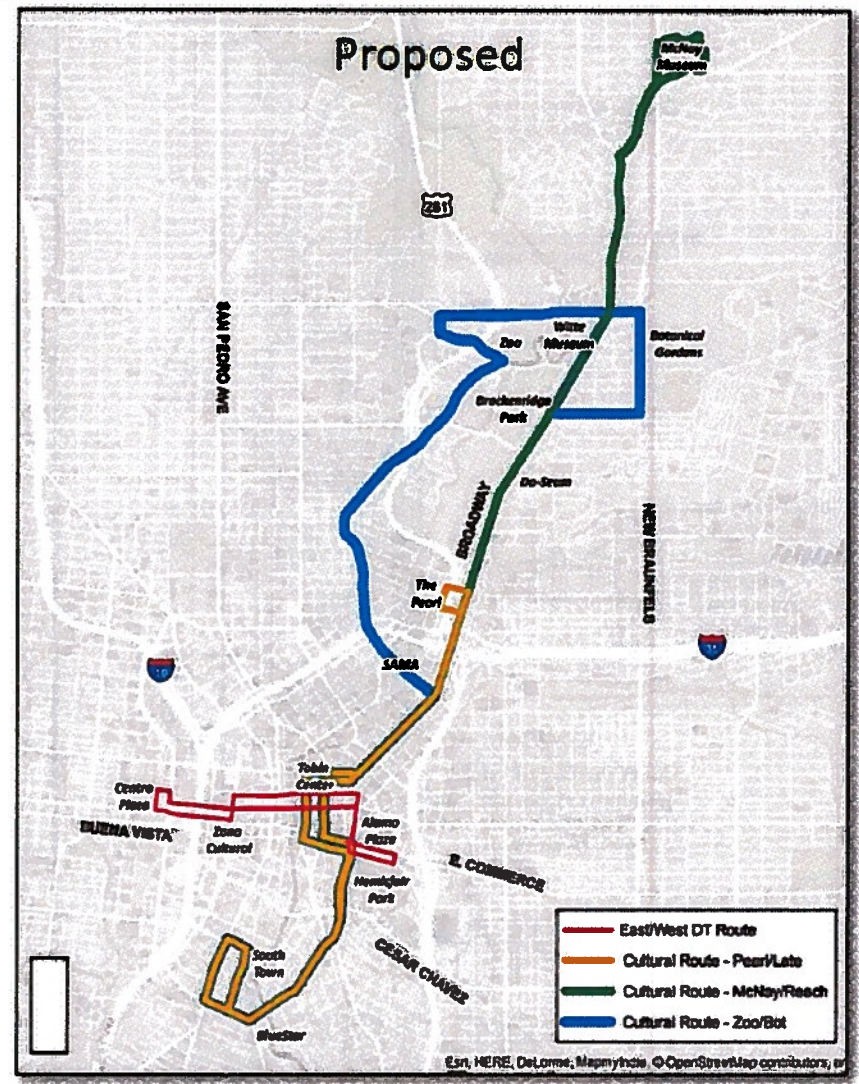 Proposed
McNay
Museum
281
SAN PEDRO AVE
Zoo
Witte
Museum
Botanical
Gardens
Brackenridge
Park
Do-Seum
BROADWAY
NEW BRAUNFELS
The
Pearl
SAMA
Tobin
Center
Centro
Plaza
BUENA VISTA
Zona
Cultural
Alamo
Plaza
E. COMMERCE
Hemisfair
Park
CESAR CHAVEZ
South
Town
BlueStar
East/West DT Route
Cultural Route - Pearl/Late
Cultural Route - McNay/Reach
Cultural Route - Zoo/Bot
Esri, HERE, DeLorme, MapmyIndia, © OpenStreetMap contributors,